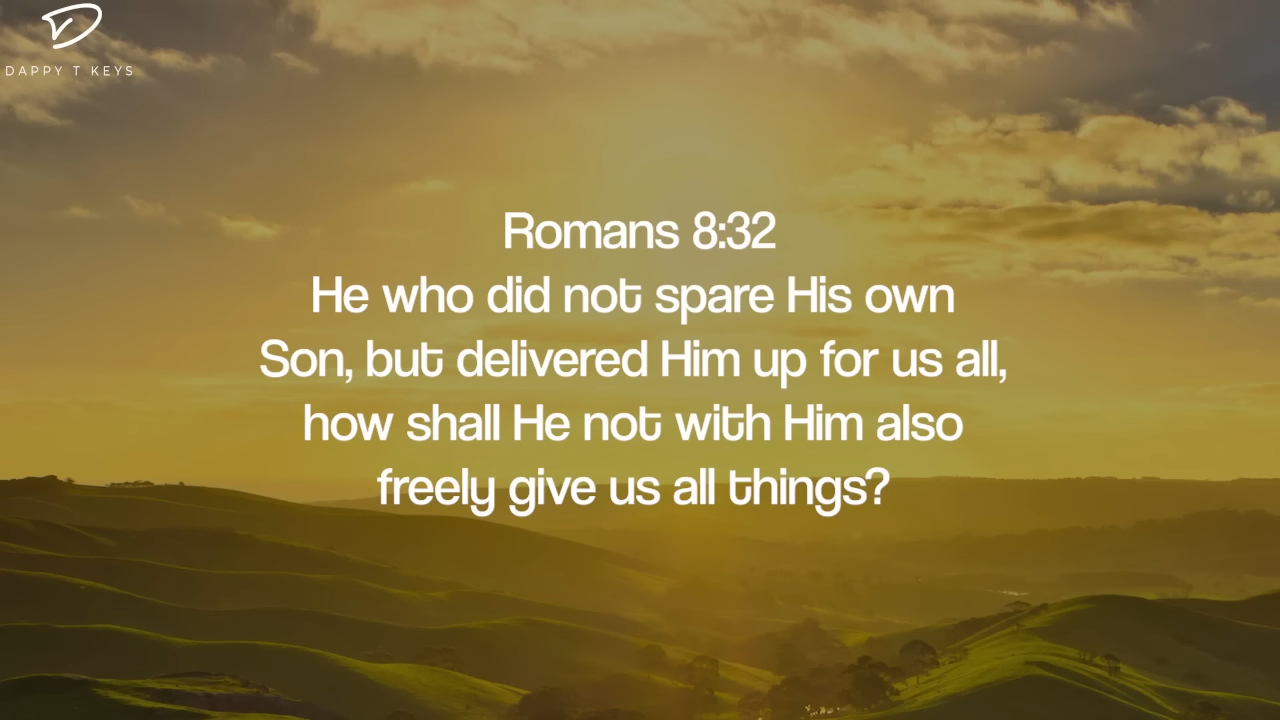 DAPPY T KEYS
Romans 8:32
He who did not spare His own
Son, but delivered Him up for us all,
how shall He not with Him also
freely give us all things?